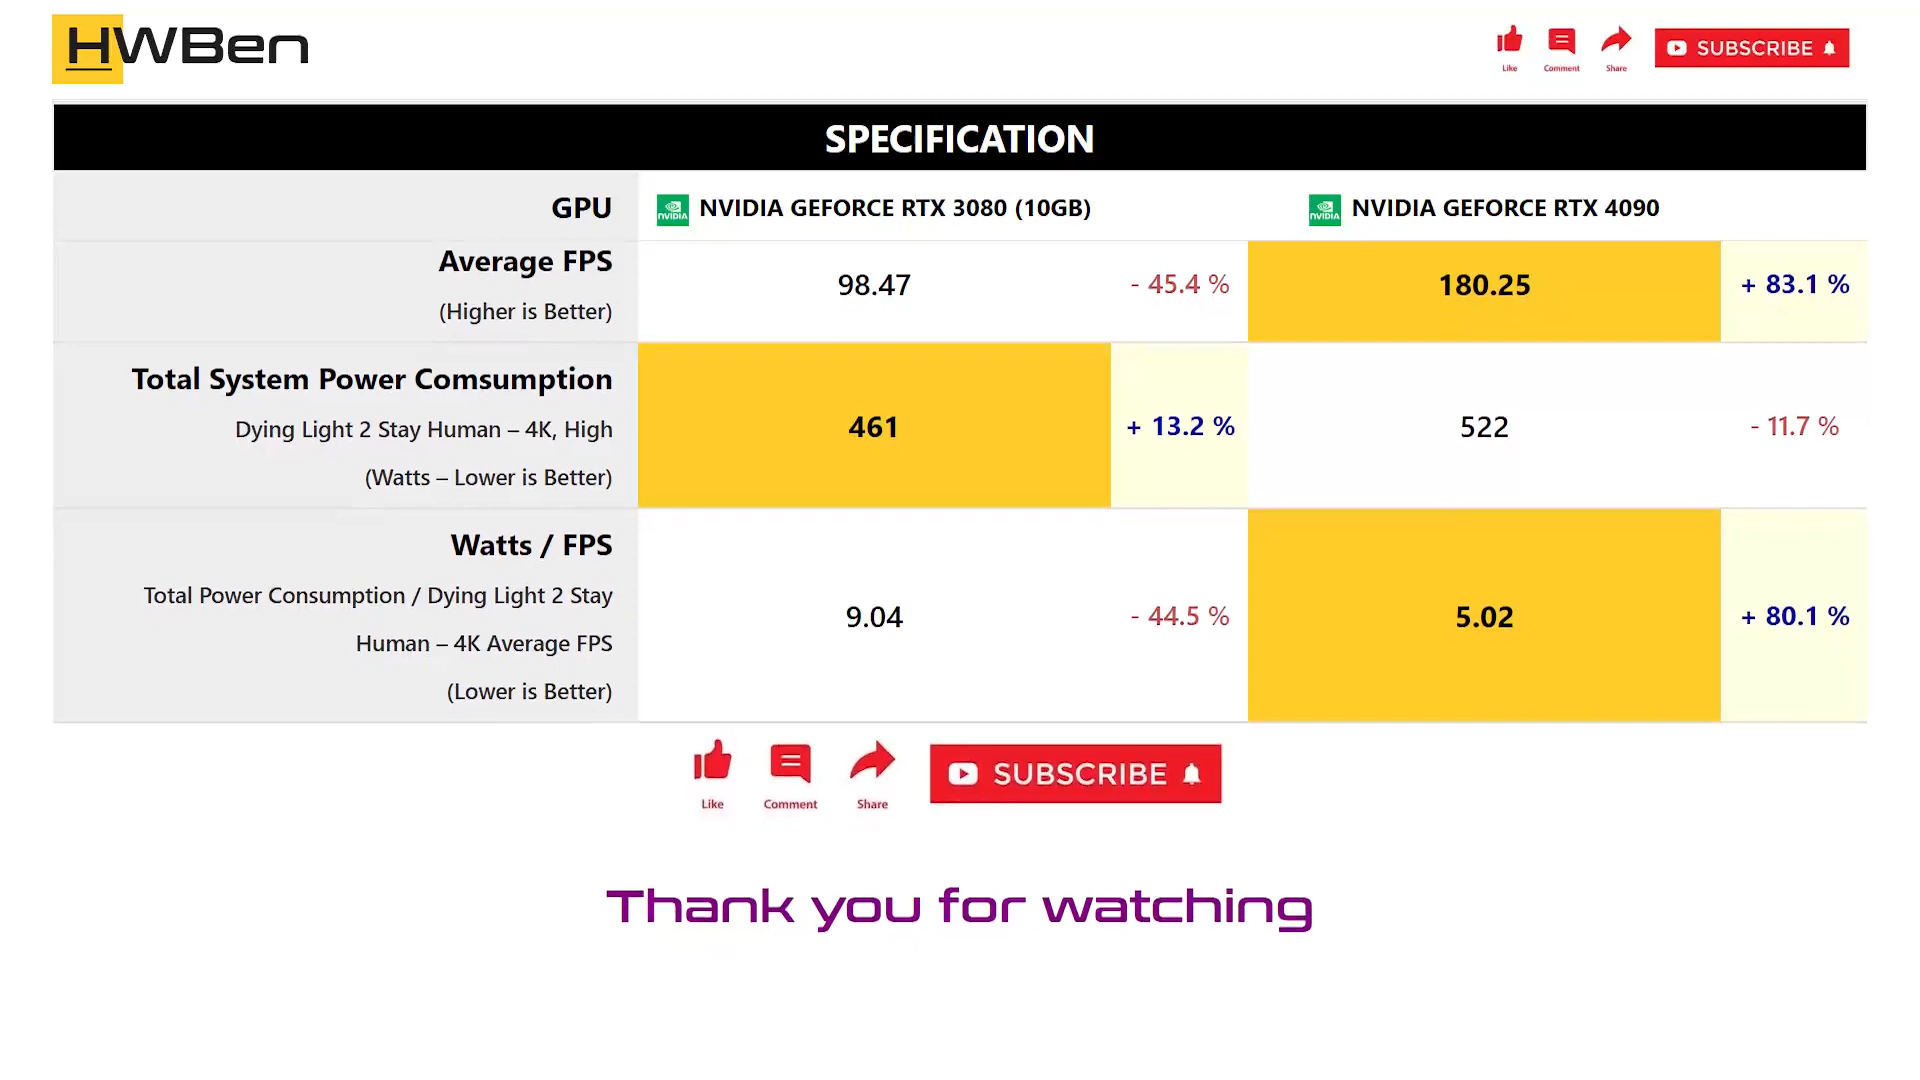 HWBen
Like
Comment
Share
SUBSCRIBE
SPECIFICATION
GPU
NVIDIA
NVIDIA GEFORCE RTX 3080 (10GB)
NVIDIA
NVIDIA GEFORCE RTX 4090
Average FPS
(Higher is Better)
98.47
- 45.4 %
180.25
+ 83.1 %
Total System Power Comsumption
Dying Light 2 Stay Human – 4K, High
(Watts – Lower is Better)
461
+ 13.2 %
522
- 11.7 %
Watts / FPS
Total Power Consumption / Dying Light 2 Stay
Human – 4K Average FPS
(Lower is Better)
9.04
- 44.5 %
5.02
+ 80.1 %
Like
Comment
Share
SUBSCRIBE
Thank you for watching